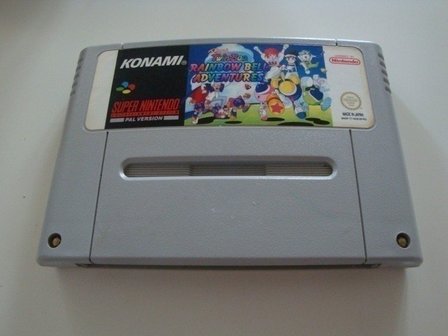 KONAMI
SUPER NINTENDO
PAL VERSION
RAINBOW BELL
ADVENTURES
Nintendo
MADE IN JAPAN